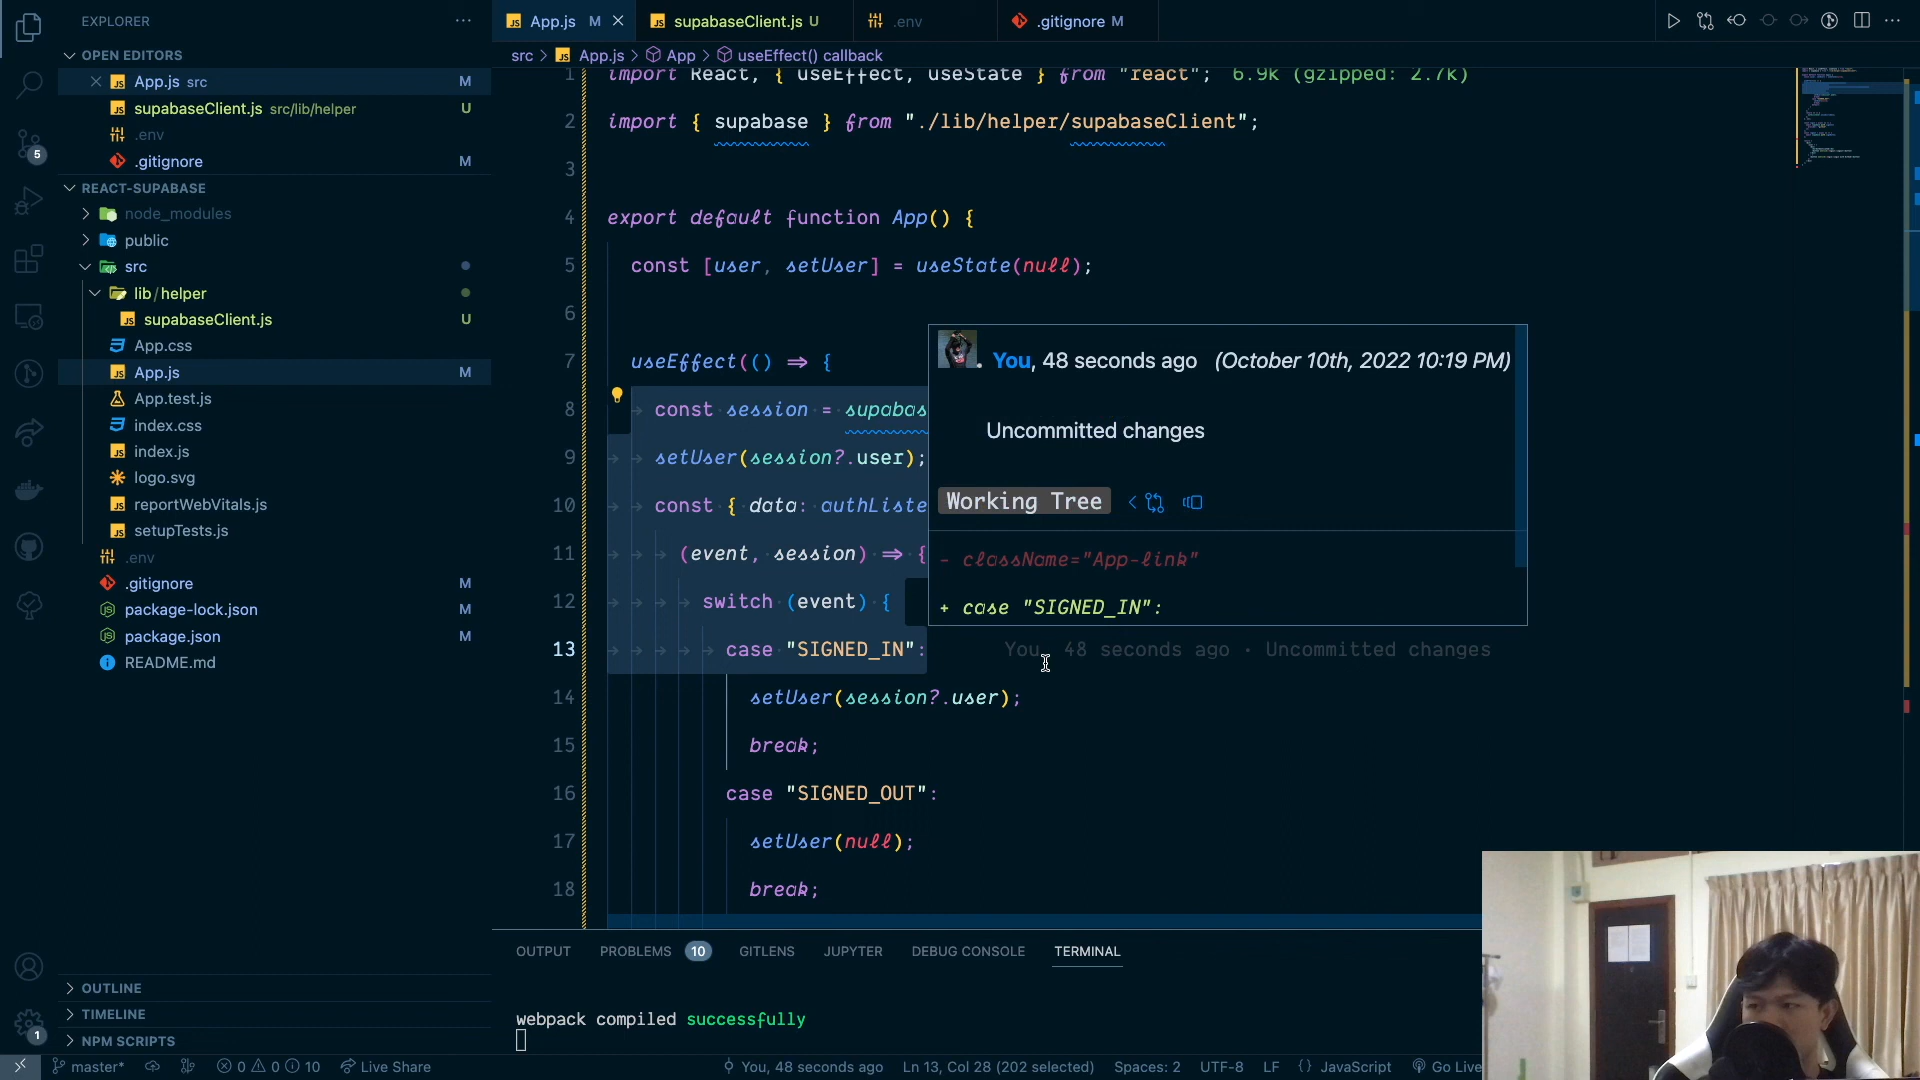 EXPLORER
OPEN EDITORS
App.js src M
supabaseClient.js src/lib/helper U
.env
.gitignore M
REACT-SUPABASE
node_modules
public
src
lib/helper
supabaseClient.js U
App.css
App.js M
App.test.js
index.css
index.js
logo.svg
reportWebVitals.js
setupTests.js
.env
.gitignore M
package-lock.json M
package.json M
README.md
OUTLINE
TIMELINE
NPM SCRIPTS
5
1
App.js M
supabaseClient.js U
.env
.gitignore M
src > App.js > App > useEffect() callback
1 import React, { useEffect, useState } from "react"; 6.9k (gzipped: 2.7k)
2 import { supabase } from "./lib/helper/supabaseClient";
3
4 export default function App() {
5 const [user, setUser] = useState(null);
6
7 useEffect(() => {
8 const session = supabas
9 setUser(session?.user);
10 const { data: authListe
11 (event, session) => {
12 switch (event) {
13 case "SIGNED_IN": You, 48 seconds ago · Uncommitted changes
14 setUser(session?.user);
15 break;
16 case "SIGNED_OUT":
17 setUser(null);
18 break;
You, 48 seconds ago (October 10th, 2022 10:19 PM)
Uncommitted changes
Working Tree
- className="App-link"
+ case "SIGNED_IN":
OUTPUT PROBLEMS 10 GITLENS JUPYTER DEBUG CONSOLE TERMINAL
webpack compiled successfully
master* 0 0 10 Live Share You, 48 seconds ago Ln 13, Col 28 (202 selected) Spaces: 2 UTF-8 LF {} JavaScript Go Live